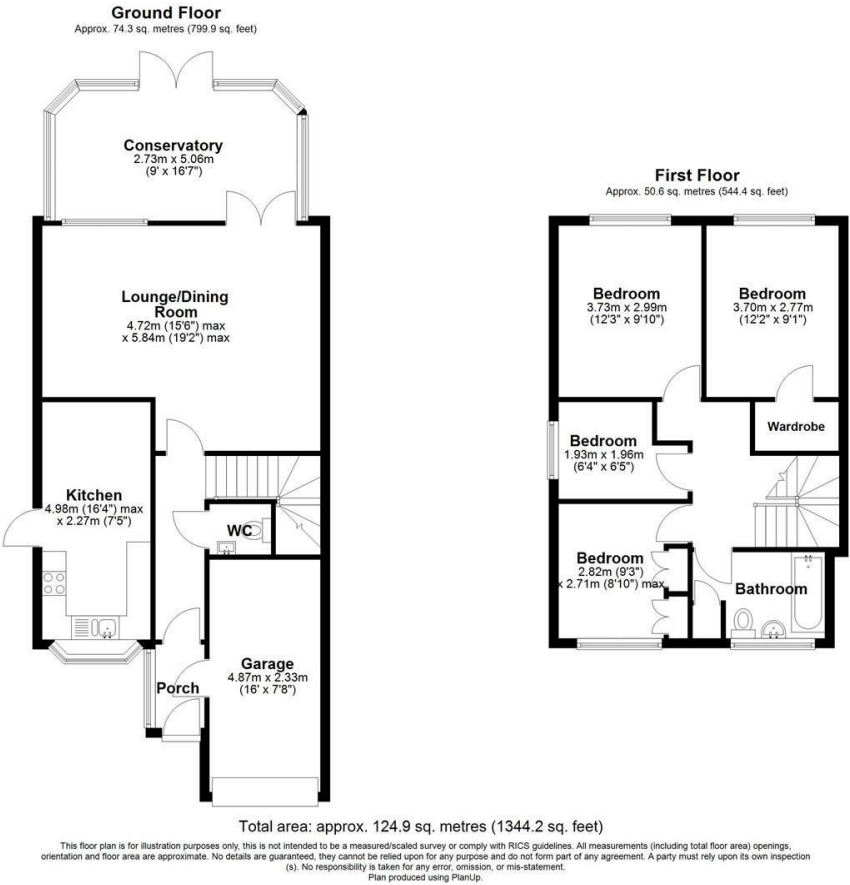 Ground Floor
Approx. 74.3 sq. metres (799.9 sq. feet)
Conservatory
2.73m x 5.06m
(9' x 16'7")
First Floor
Approx. 50.6 sq. metres (544.4 sq. feet)
Lounge/Dining
Room
4.72m (15'6") max
x 5.84m (19'2") max
Bedroom
3.73m x 2.99m
(12'3" x 9'10")
Bedroom
3.70m x 2.77m
(12'2" x 9'1")
Wardrobe
Bedroom
1.93m x 1.96m
(6'4" x 6'5")
Kitchen
4.98m (16'4") max
x 2.27m (7'5")
WC
Bedroom
2.82m (9'3")
x 2.71m (8'10") max
Bathroom
Garage
4.87m x 2.33m
(16' x 7'8")
Porch
Total area: approx. 124.9 sq. metres (1344.2 sq. feet)
This floor plan is for illustration purposes only, this is not intended to be a measured/scaled survey or comply with RICS guidelines. All measurements (including total floor area) openings,
orientation and floor area are approximate. No details are guaranteed, they cannot be relied upon for any purpose and do not form part of any agreement. A party must rely upon its own inspection
(s). No responsibility is taken for any error, omission, or mis-statement.
Plan produced using PlanUp.